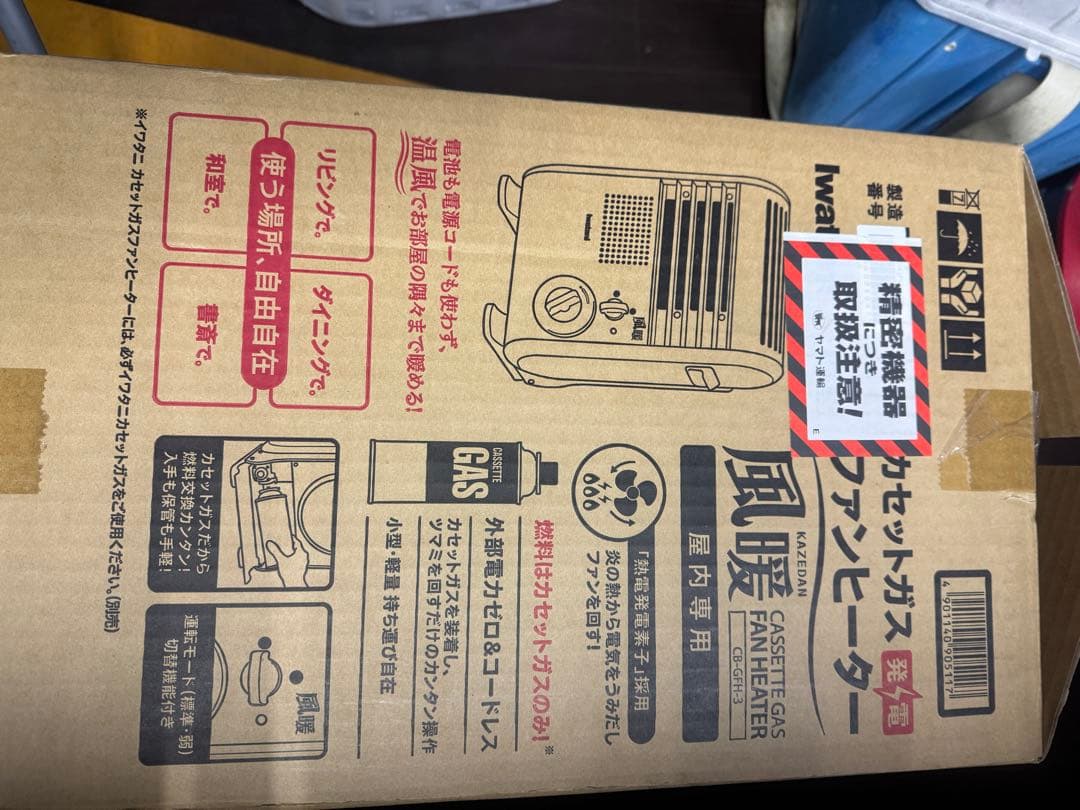 製造
番号
Iwat
精密機器
につき
取扱注意!
ヤマト運輸
E
カセットガス
ファンヒーター
発電
4 901140 905117
風暖
KAZEDAN
CASSETTE GAS
FAN HEATER
CB-GFH-3
屋内専用
「熱電発電素子」採用
炎の熱から電気をうみだし
ファンを回す!
Iwatani
風暖
電池も電源コードも使わず、
温風でお部屋の隅々まで暖める!
リビングで。
ダイニングで。
使う場所、自由自在
和室で。
書斎で。
CASSETTE
GAS
燃料はカセットガスのみ!※
外部電力ゼロ&コードレス
カセットガスを装着し、
ツマミを回すだけのカンタン操作
小型・軽量 持ち運び自在
カセットガスだから
燃料交換カンタン!
入手も保管も手軽!
風暖
運転モード(標準・弱)
切替機能付き
※イワタニ カセットガスファンヒーターには、必ずイワタニカセットガスをご使用ください。(別売)